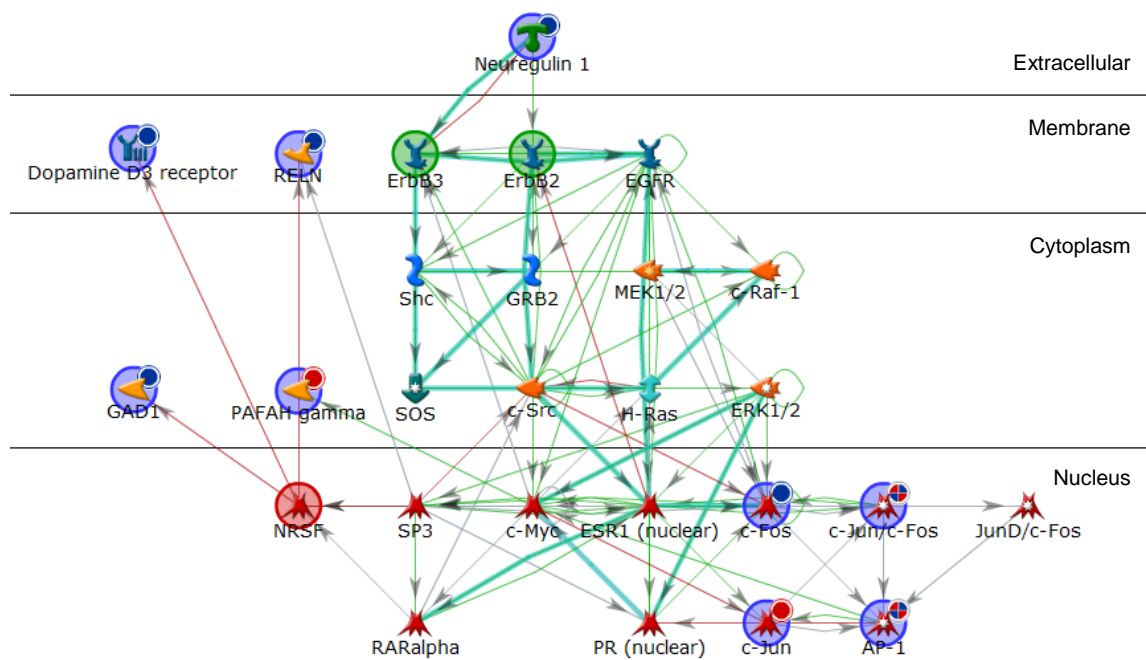 Neuregulin 1
Extracellular
Membrane
Dopamine D3 receptor
RELN
ErbB3
ErbB2
EGFR
Cytoplasm
Shc
GRB2
MEK1/2
c-Raf-1
GAD1
PAFAH gamma
SOS
c-Src
H-Ras
ERK1/2
Nucleus
NRSF
SP3
c-Myc
ESR1 (nuclear)
c-Fos
c-Jun/c-Fos
JunD/c-Fos
RARalpha
PR (nuclear)
c-Jun
AP-1